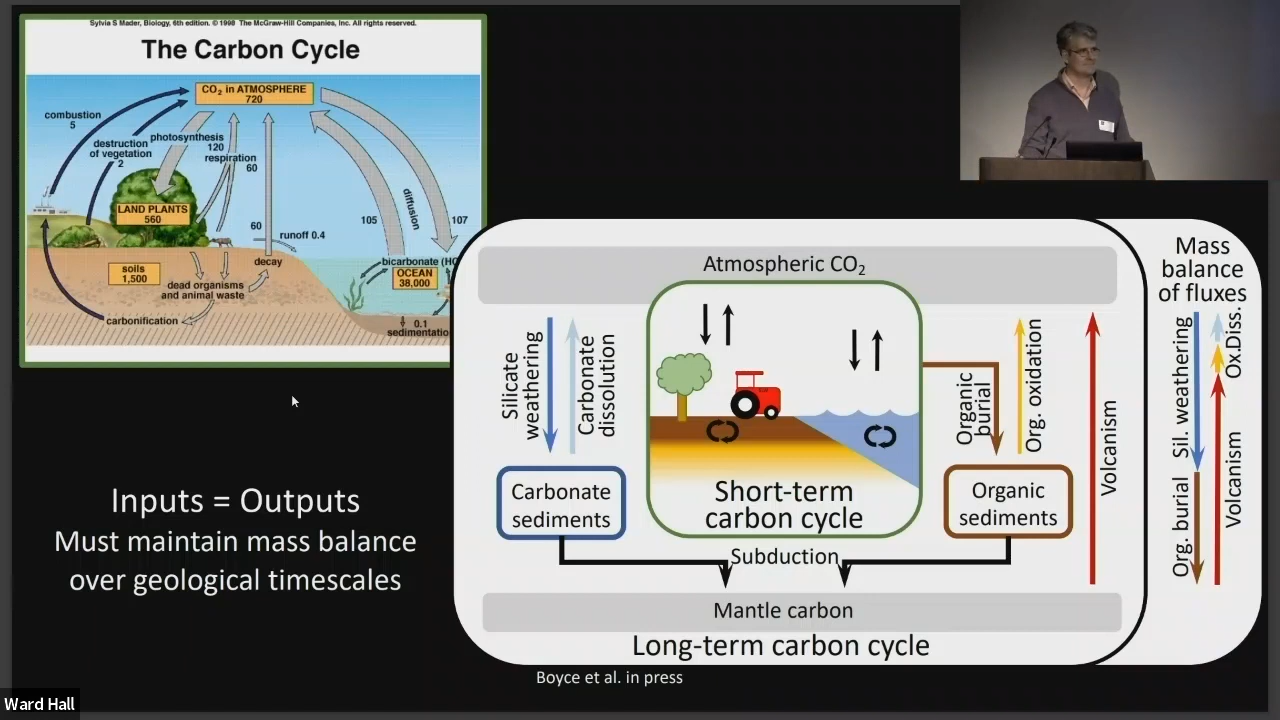 Sylvia S Mader, Biology, 6th edition. © 1998 The McGraw-Hill Companies, Inc. All rights reserved.
The Carbon Cycle
CO₂ in ATMOSPHERE
720
combustion
5
destruction
of vegetation
2
photosynthesis
120
respiration
60
LAND PLANTS
560
60
runoff 0.4
105
diffusion
107
soils
1,500
decay
dead organisms
and animal waste
carbonification
bicarbonate (HC
OCEAN
38,000
0.1
sedimentatio
Inputs = Outputs
Must maintain mass balance
over geological timescales
Atmospheric CO₂
Silicate
weathering
Carbonate
dissolution
Organic
burial
Org. oxidation
Volcanism
Carbonate
sediments
Short-term
carbon cycle
Organic
sediments
Subduction
Mantle carbon
Long-term carbon cycle
Mass
balance
of fluxes
Sil. weathering
Ox.Diss.
Org. burial
Volcanism
Boyce et al. in press
Ward Hall